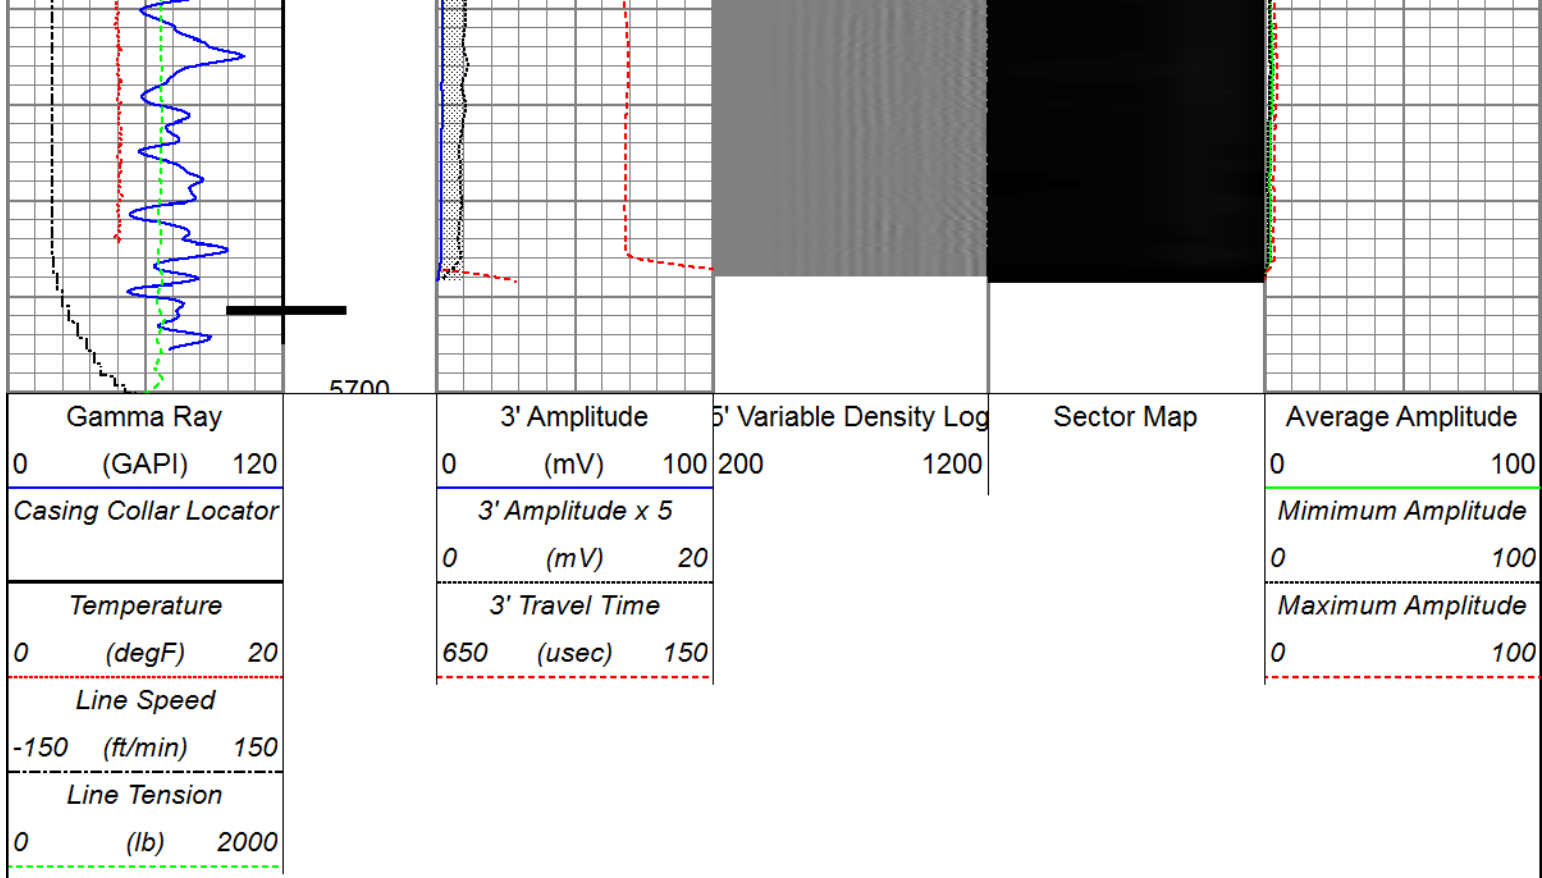 5700
Gamma Ray
0 (GAPI) 120
Casing Collar Locator
Temperature
0 (degF) 20
Line Speed
-150 (ft/min) 150
Line Tension
0 (lb) 2000
3' Amplitude
0 (mV) 100
3' Amplitude x 5
0 (mV) 20
3' Travel Time
650 (usec) 150
5' Variable Density Log
200 1200
Sector Map
Average Amplitude
0 100
Mimimum Amplitude
0 100
Maximum Amplitude
0 100